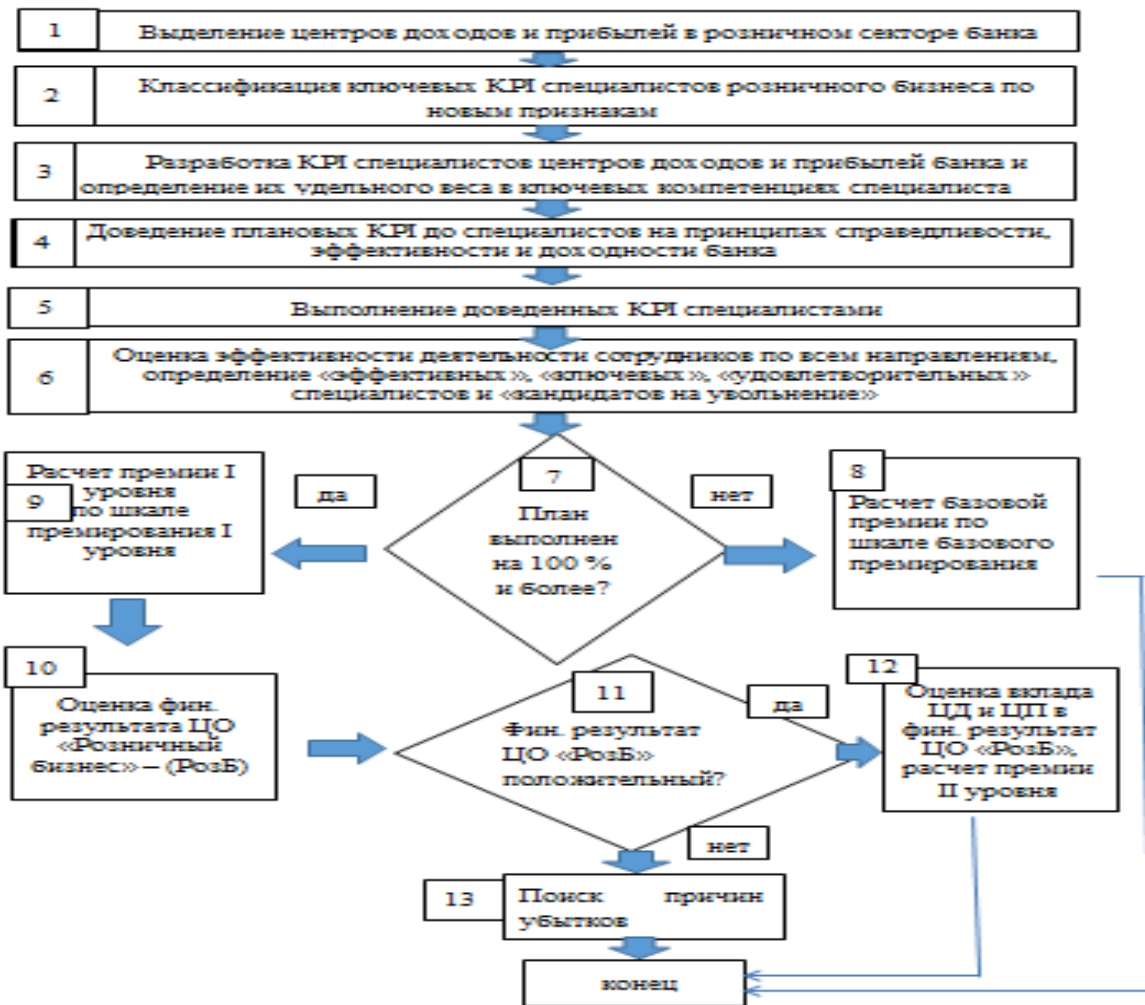 1
Выделение центров доходов и прибылей в розничном секторе банка
2
Классификация ключевых KPI специалистов розничного бизнеса по
новым признакам
3
Разработка KPI специалистов центров доходов и прибылей банка и
определение их удельного веса в ключевых компетенциях специалиста
4
Доведение плановых KPI до специалистов на принципах справедливости,
эффективности и доходности банка
5
Выполнение доведенных KPI специалистами
6
Оценка эффективности деятельности сотрудников по всем направлениям,
определение «эффективных», «ключевых», «удовлетворительных»
специалистов и «кандидатов на увольнение»
7
План
выполнен
на 100 %
и более?
да
нет
8
Расчет базовой
премии по
шкале базового
премирования
9
Расчет премии I
уровня
по шкале
премирования I
уровня
10
Оценка фин.
результата ЦО
«Розничный
бизнес» – (РозБ)
11
Фин. результат
ЦО «РозБ»
положительный?
да
нет
12
Оценка вклада
ЦД и ЦП в
фин. результат
ЦО «РозБ»,
расчет премии
II уровня
13
Поиск причин
убытков
конец